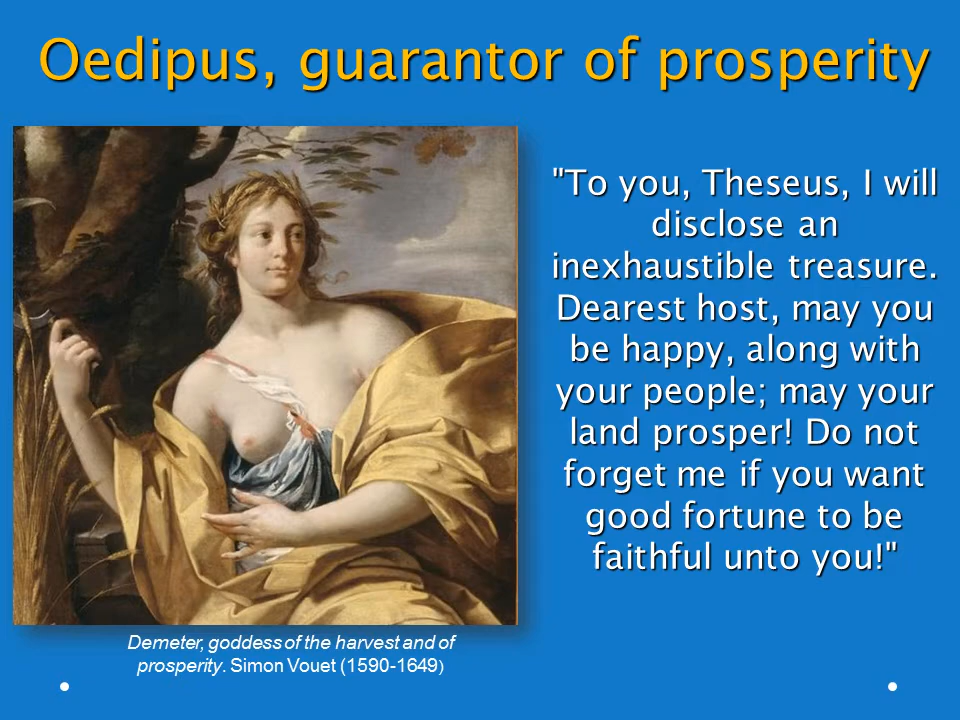 Oedipus, guarantor of prosperity
"To you, Theseus, I will
disclose an
inexhaustible treasure.
Dearest host, may you
be happy, along with
your people; may your
land prosper! Do not
forget me if you want
good fortune to be
faithful unto you!"
Demeter, goddess of the harvest and of
prosperity. Simon Vouet (1590-1649)